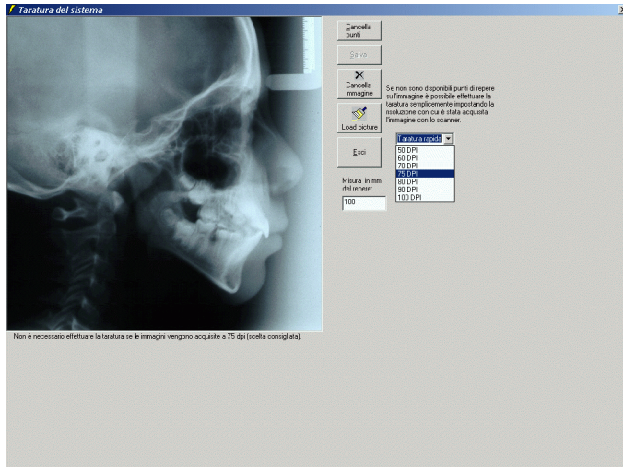 Taratura del sistema
Cancella
punti
Salva
X
Cancella
immagine
Load picture
Esci
Misura in mm
del repere
100
Se non sono disponibili punti di repere
sull'immagine è possibile effettuare la
taratura semplicemente impostando la
risoluzione con cui è stata acquisita
l'immagine con lo scanner.
Taratura rapida
50 DPI
60 DPI
70 DPI
75 DPI
80 DPI
90 DPI
100 DPI
Non è necessario effettuare la taratura se le immagini vengono acquisite a 75 dpi (scelta consigliata).